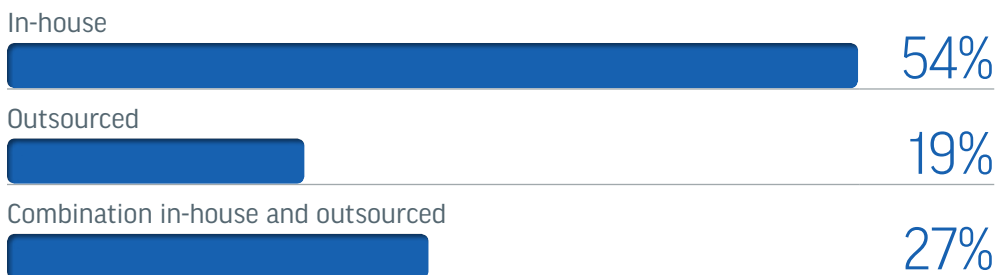 In-house
54%
Outsourced
19%
Combination in-house and outsourced
27%